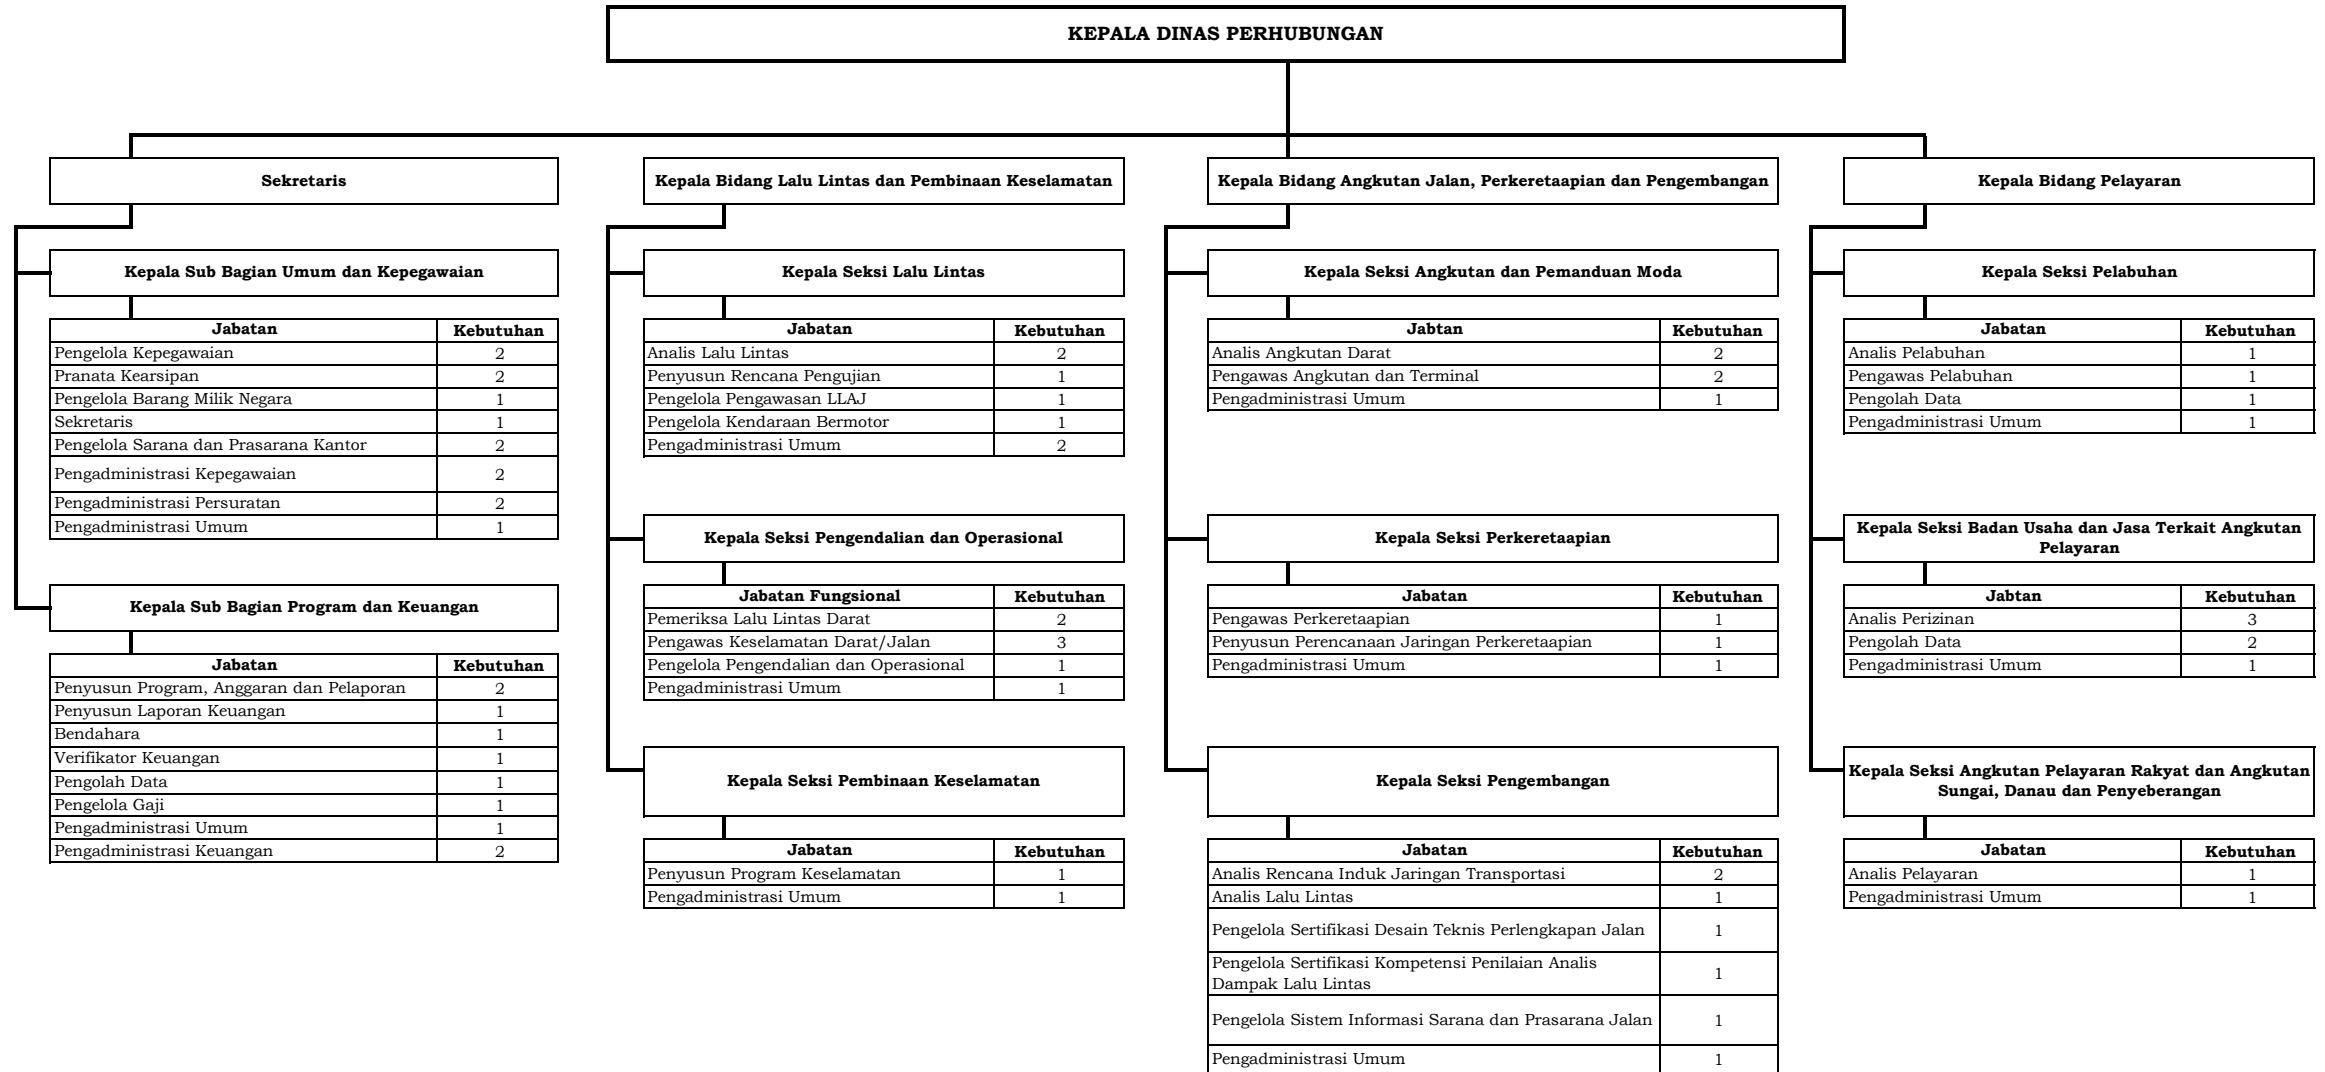 KEPALA DINAS PERHUBUNGAN
Sekretaris
Kepala Sub Bagian Umum dan Kepegawaian
Jabatan Kebutuhan
Pengelola Kepegawaian 2
Pranata Kearsipan 2
Pengelola Barang Milik Negara 1
Sekretaris 1
Pengelola Sarana dan Prasarana Kantor 2
Pengadministrasi Kepegawaian 2
Pengadministrasi Persuratan 2
Pengadministrasi Umum 1
Kepala Sub Bagian Program dan Keuangan
Jabatan Kebutuhan
Penyusun Program, Anggaran dan Pelaporan 2
Penyusun Laporan Keuangan 1
Bendahara 1
Verifikator Keuangan 1
Pengolah Data 1
Pengelola Gaji 1
Pengadministrasi Umum 1
Pengadministrasi Keuangan 2
Kepala Bidang Lalu Lintas dan Pembinaan Keselamatan
Kepala Seksi Lalu Lintas
Jabatan Kebutuhan
Analis Lalu Lintas 2
Penyusun Rencana Pengujian 1
Pengelola Pengawasan LLAJ 1
Pengelola Kendaraan Bermotor 1
Pengadministrasi Umum 2
Kepala Seksi Pengendalian dan Operasional
Jabatan Fungsional Kebutuhan
Pemeriksa Lalu Lintas Darat 2
Pengawas Keselamatan Darat/Jalan 3
Pengelola Pengendalian dan Operasional 1
Pengadministrasi Umum 1
Kepala Seksi Pembinaan Keselamatan
Jabatan Kebutuhan
Penyusun Program Keselamatan 1
Pengadministrasi Umum 1
Kepala Bidang Angkutan Jalan, Perkeretaapian dan Pengembangan
Kepala Seksi Angkutan dan Pemanduan Moda
Jabtan Kebutuhan
Analis Angkutan Darat 2
Pengawas Angkutan dan Terminal 2
Pengadministrasi Umum 1
Kepala Seksi Perkeretaapian
Jabatan Kebutuhan
Pengawas Perkeretaapian 1
Penyusun Perencanaan Jaringan Perkeretaapian 1
Pengadministrasi Umum 1
Kepala Seksi Pengembangan
Jabatan Kebutuhan
Analis Rencana Induk Jaringan Transportasi 2
Analis Lalu Lintas 1
Pengelola Sertifikasi Desain Teknis Perlengkapan Jalan 1
Pengelola Sertifikasi Kompetensi Penilaian Analis
Dampak Lalu Lintas 1
Pengelola Sistem Informasi Sarana dan Prasarana Jalan 1
Pengadministrasi Umum 1
Kepala Bidang Pelayaran
Kepala Seksi Pelabuhan
Jabatan Kebutuhan
Analis Pelabuhan 1
Pengawas Pelabuhan 1
Pengolah Data 1
Pengadministrasi Umum 1
Kepala Seksi Badan Usaha dan Jasa Terkait Angkutan
Pelayaran
Jabtan Kebutuhan
Analis Perizinan 3
Pengolah Data 2
Pengadministrasi Umum 1
Kepala Seksi Angkutan Pelayaran Rakyat dan Angkutan
Sungai, Danau dan Penyeberangan
Jabatan Kebutuhan
Analis Pelayaran 1
Pengadministrasi Umum 1